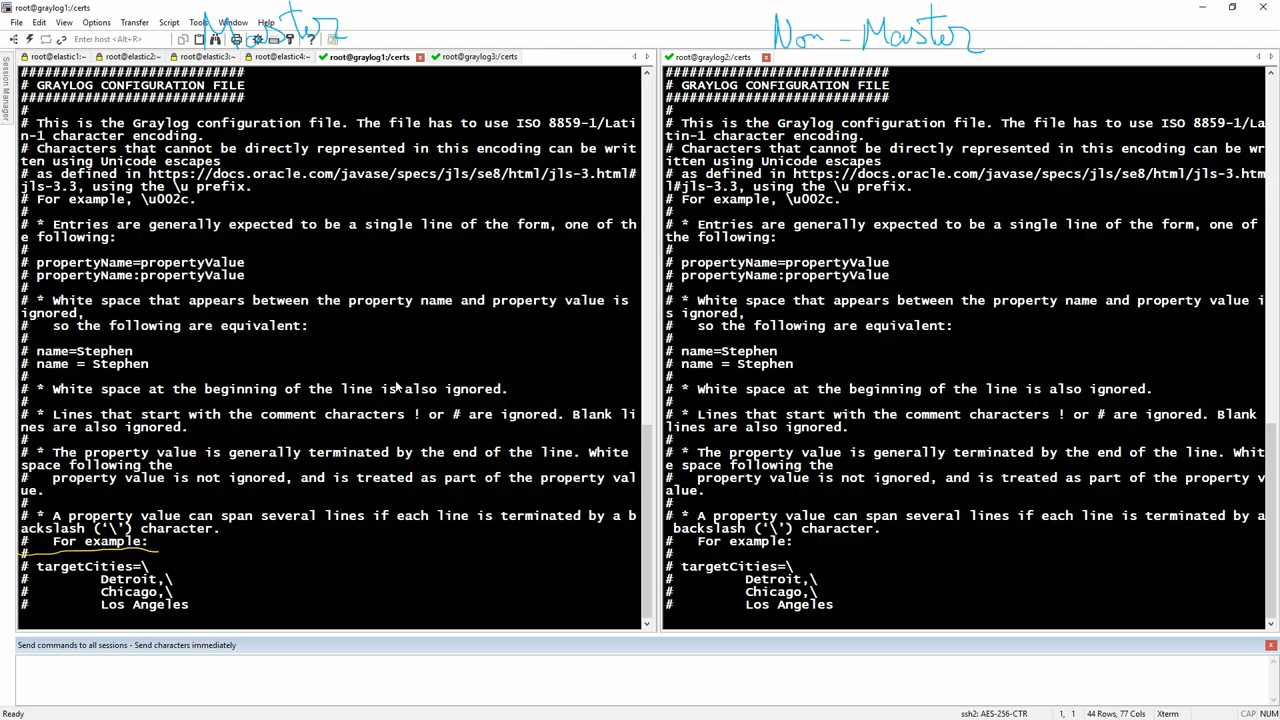 root@graylog1:/certs
Master
Non-Master
File Edit View Options Transfer Script Tools Window Help
Enter host <Alt+R>
root@elastic1:~ root@elastic2:~ root@elastic3:~ root@elastic4:~ root@graylog1:/certs root@graylog3:/certs
root@graylog2:/certs
Session Manager
############################
# GRAYLOG CONFIGURATION FILE
############################
#
# This is the Graylog configuration file. The file has to use ISO 8859-1/Lati
n-1 character encoding.
# Characters that cannot be directly represented in this encoding can be writ
ten using Unicode escapes
# as defined in https://docs.oracle.com/javase/specs/jls/se8/html/jls-3.html#
jls-3.3, using the \u prefix.
# For example, \u002c.
#
# * Entries are generally expected to be a single line of the form, one of th
e following:
#
# propertyName=propertyValue
# propertyName:propertyValue
#
# * White space that appears between the property name and property value is
ignored,
#   so the following are equivalent:
#
# name=Stephen
# name = Stephen
#
# * White space at the beginning of the line is also ignored.
#
# * Lines that start with the comment characters ! or # are ignored. Blank li
nes are also ignored.
#
# * The property value is generally terminated by the end of the line. White
space following the
#   property value is not ignored, and is treated as part of the property val
ue.
#
# * A property value can span several lines if each line is terminated by a b
ackslash (‘\’) character.
#   For example:
#
# targetCities=\
#         Detroit,\
#         Chicago,\
#         Los Angeles
############################
# GRAYLOG CONFIGURATION FILE
############################
#
# This is the Graylog configuration file. The file has to use ISO 8859-1/La
tin-1 character encoding.
# Characters that cannot be directly represented in this encoding can be wr
itten using Unicode escapes
# as defined in https://docs.oracle.com/javase/specs/jls/se8/html/jls-3.htm
l#jls-3.3, using the \u prefix.
# For example, \u002c.
#
# * Entries are generally expected to be a single line of the form, one of
the following:
#
# propertyName=propertyValue
# propertyName:propertyValue
#
# * White space that appears between the property name and property value i
s ignored,
#   so the following are equivalent:
#
# name=Stephen
# name = Stephen
#
# * White space at the beginning of the line is also ignored.
#
# * Lines that start with the comment characters ! or # are ignored. Blank
lines are also ignored.
#
# * The property value is generally terminated by the end of the line. Whit
e space following the
#   property value is not ignored, and is treated as part of the property v
alue.
#
# * A property value can span several lines if each line is terminated by a
 backslash (‘\’) character.
#   For example:
#
# targetCities=\
#         Detroit,\
#         Chicago,\
#         Los Angeles
Send commands to all sessions - Send characters immediately
Ready ssh2: AES-256-CTR 1, 1 44 Rows, 77 Cols Xterm CAP NUM